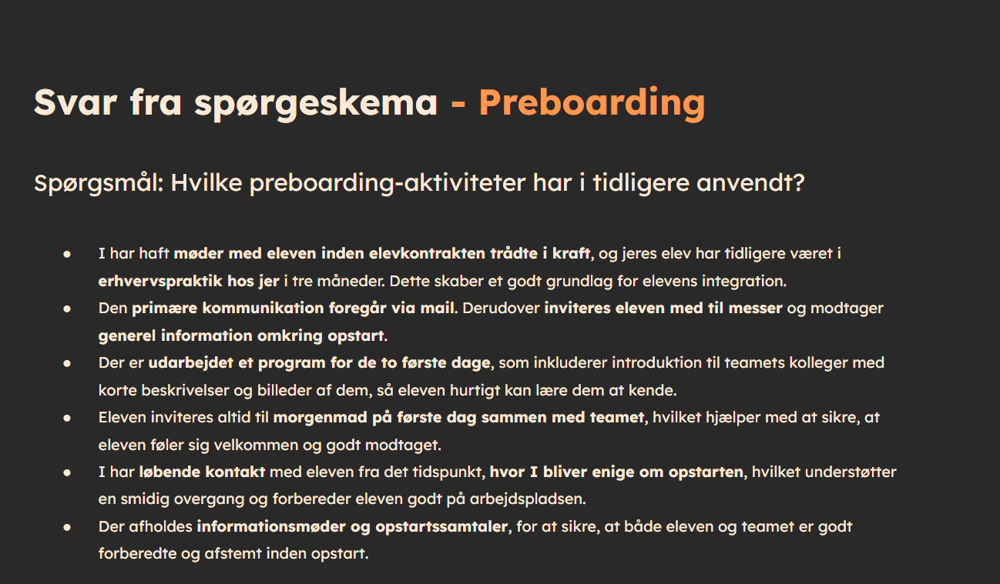 Svar fra spørgeskema - Preboarding
Spørgsmål: Hvilke preboarding-aktiviteter har i tidligere anvendt?
● I har haft møder med eleven inden elevkontrakten trådte i kraft, og jeres elev har tidligere været i
erhvervspraktik hos jer i tre måneder. Dette skaber et godt grundlag for elevens integration.
● Den primære kommunikation foregår via mail. Derudover inviteres eleven med til messer og modtager
generel information omkring opstart.
● Der er udarbejdet et program for de to første dage, som inkluderer introduktion til teamets kolleger med
korte beskrivelser og billeder af dem, så eleven hurtigt kan lære dem at kende.
● Eleven inviteres altid til morgenmad på første dag sammen med teamet, hvilket hjælper med at sikre, at
eleven føler sig velkommen og godt modtaget.
● I har løbende kontakt med eleven fra det tidspunkt, hvor I bliver enige om opstarten, hvilket understøtter
en smidig overgang og forbereder eleven godt på arbejdspladsen.
● Der afholdes informationsmøder og opstartssamtaler, for at sikre, at både eleven og teamet er godt
forberedte og afstemt inden opstart.